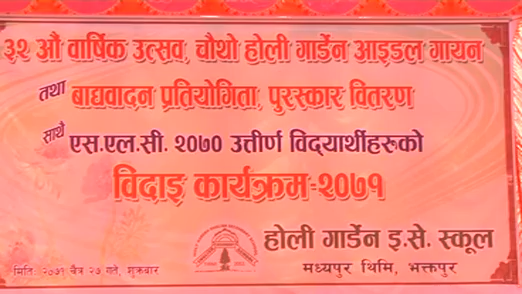 ३२ औं वार्षिक उत्सव, चौथो होली गार्डेन आइडल गायन
तथा बाद्यवादन प्रतियोगिता, पुरस्कार वितरण
साथै एस.एल.सी. २०७० उत्तीर्ण विद्यार्थीहरूको
विदाइ कार्यक्रम-२०७१
होली गार्डेन इ.से. स्कूल
मध्यपुर थिमि, भक्तपुर
मिति: २०७१ चैत्र २७ गते, शुक्रबार